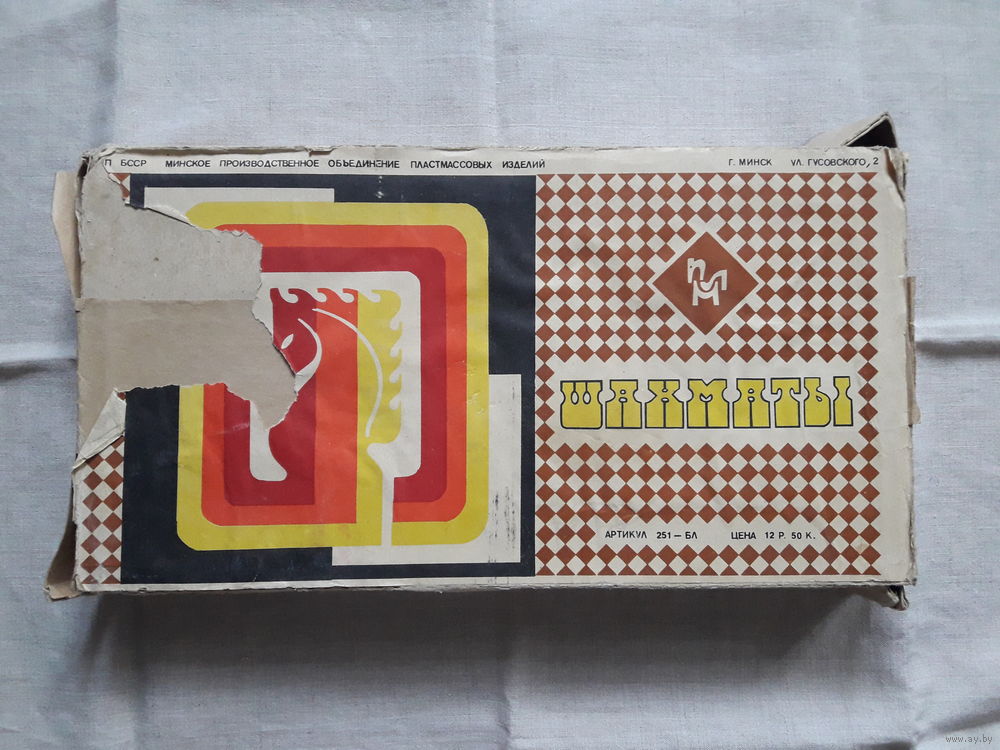 П БССР МИНСКОЕ ПРОИЗВОДСТВЕННОЕ ОБЪЕДИНЕНИЕ ПЛАСТМАССОВЫХ ИЗДЕЛИЙ Г. МИНСК УЛ. ГУСОВСКОГО, 2
ПМ
ШАХМАТЫ
АРТИКУЛ 251 — БЛ ЦЕНА 12 Р. 50 К.
www.ay.by